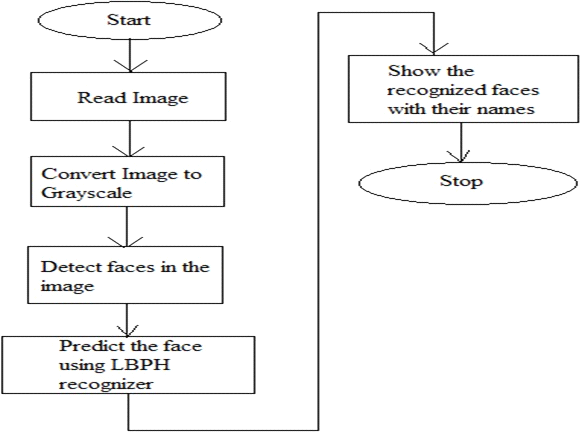 Start
Read Image
Convert Image to
Grayscale
Detect faces in the
image
Predict the face
using LBPH
recognizer
Show the
recognized faces
with their names
Stop